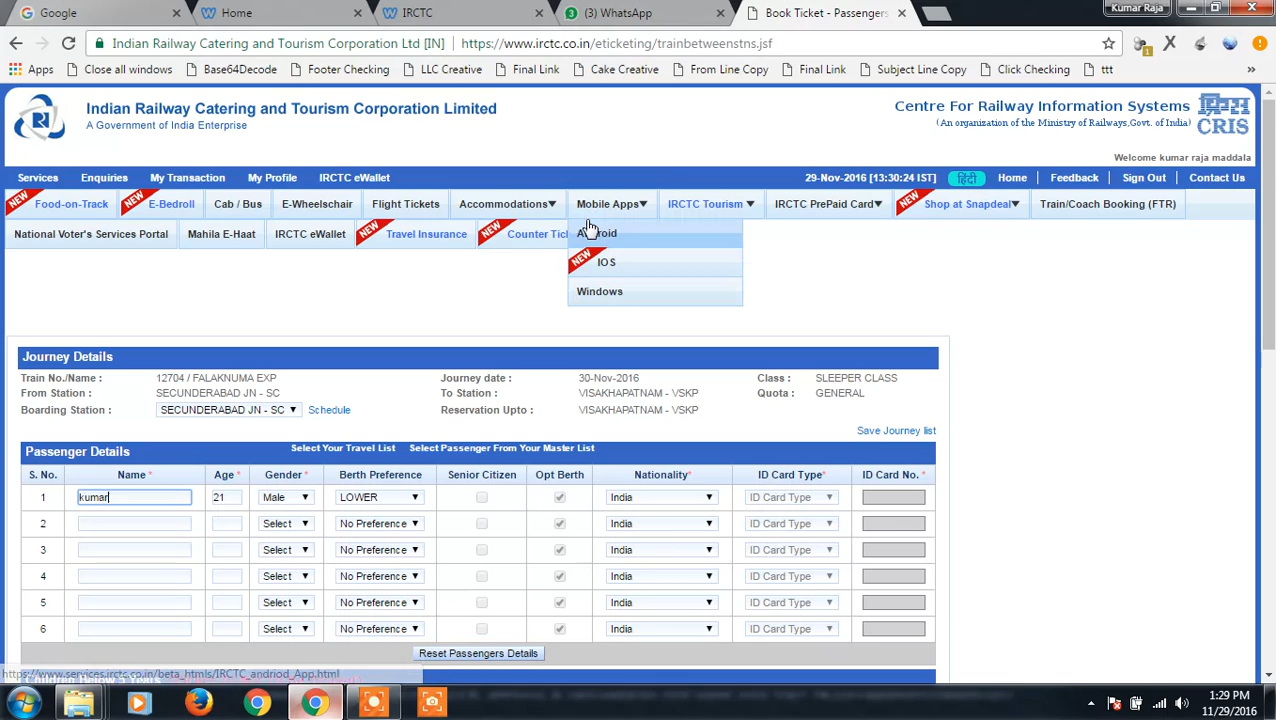 Google
Home
IRCTC
(3) WhatsApp
Book Ticket - Passengers
Kumar Raja
Indian Railway Catering and Tourism Corporation Ltd [IN]
https://www.irctc.co.in/eticketing/trainbetweenstns.jsf
Apps
Close all windows
Base64Decode
Footer Checking
LLC Creative
Final Link
Cake Creative
From Line Copy
Final Link
Subject Line Copy
Click Checking
ttt
Indian Railway Catering and Tourism Corporation Limited
A Government of India Enterprise
Centre For Railway Information Systems
(An organization of the Ministry of Railways,Govt. of India)
CRIS
Welcome kumar raja maddala
Services Enquiries My Transaction My Profile IRCTC eWallet 29-Nov-2016 [13:30:24 IST] हिंदी Home Feedback Sign Out Contact Us
NEW Food-on-Track NEW E-Bedroll Cab / Bus E-Wheelschair Flight Tickets Accommodations Mobile Apps IRCTC Tourism IRCTC PrePaid Card NEW Shop at Snapdeal Train/Coach Booking (FTR)
National Voter's Services Portal Mahila E-Haat IRCTC eWallet NEW Travel Insurance NEW Counter
NEW IOS
Windows
Journey Details
Train No./Name : 12704 / FALAKNUMA EXP Journey date : 30-Nov-2016 Class : SLEEPER CLASS
From Station : SECUNDERABAD JN - SC To Station : VISAKHAPATNAM - VSKP Quota : GENERAL
Boarding Station : SECUNDERABAD JN - SC Schedule Reservation Upto : VISAKHAPATNAM - VSKP
Save Journey list
Passenger Details Select Your Travel List Select Passenger From Your Master List
S. No. Name * Age * Gender * Berth Preference Senior Citizen Opt Berth Nationality* ID Card Type* ID Card No. *
1 kumar 21 Male LOWER India ID Card Type
2 Select No Preference India ID Card Type
3 Select No Preference India ID Card Type
4 Select No Preference India ID Card Type
5 Select No Preference India ID Card Type
6 Select No Preference India ID Card Type
Reset Passengers Details
https://www.services.irctc.co.in/beta_htmls/IRCTC_andriod_App.html
1:29 PM
11/29/2016